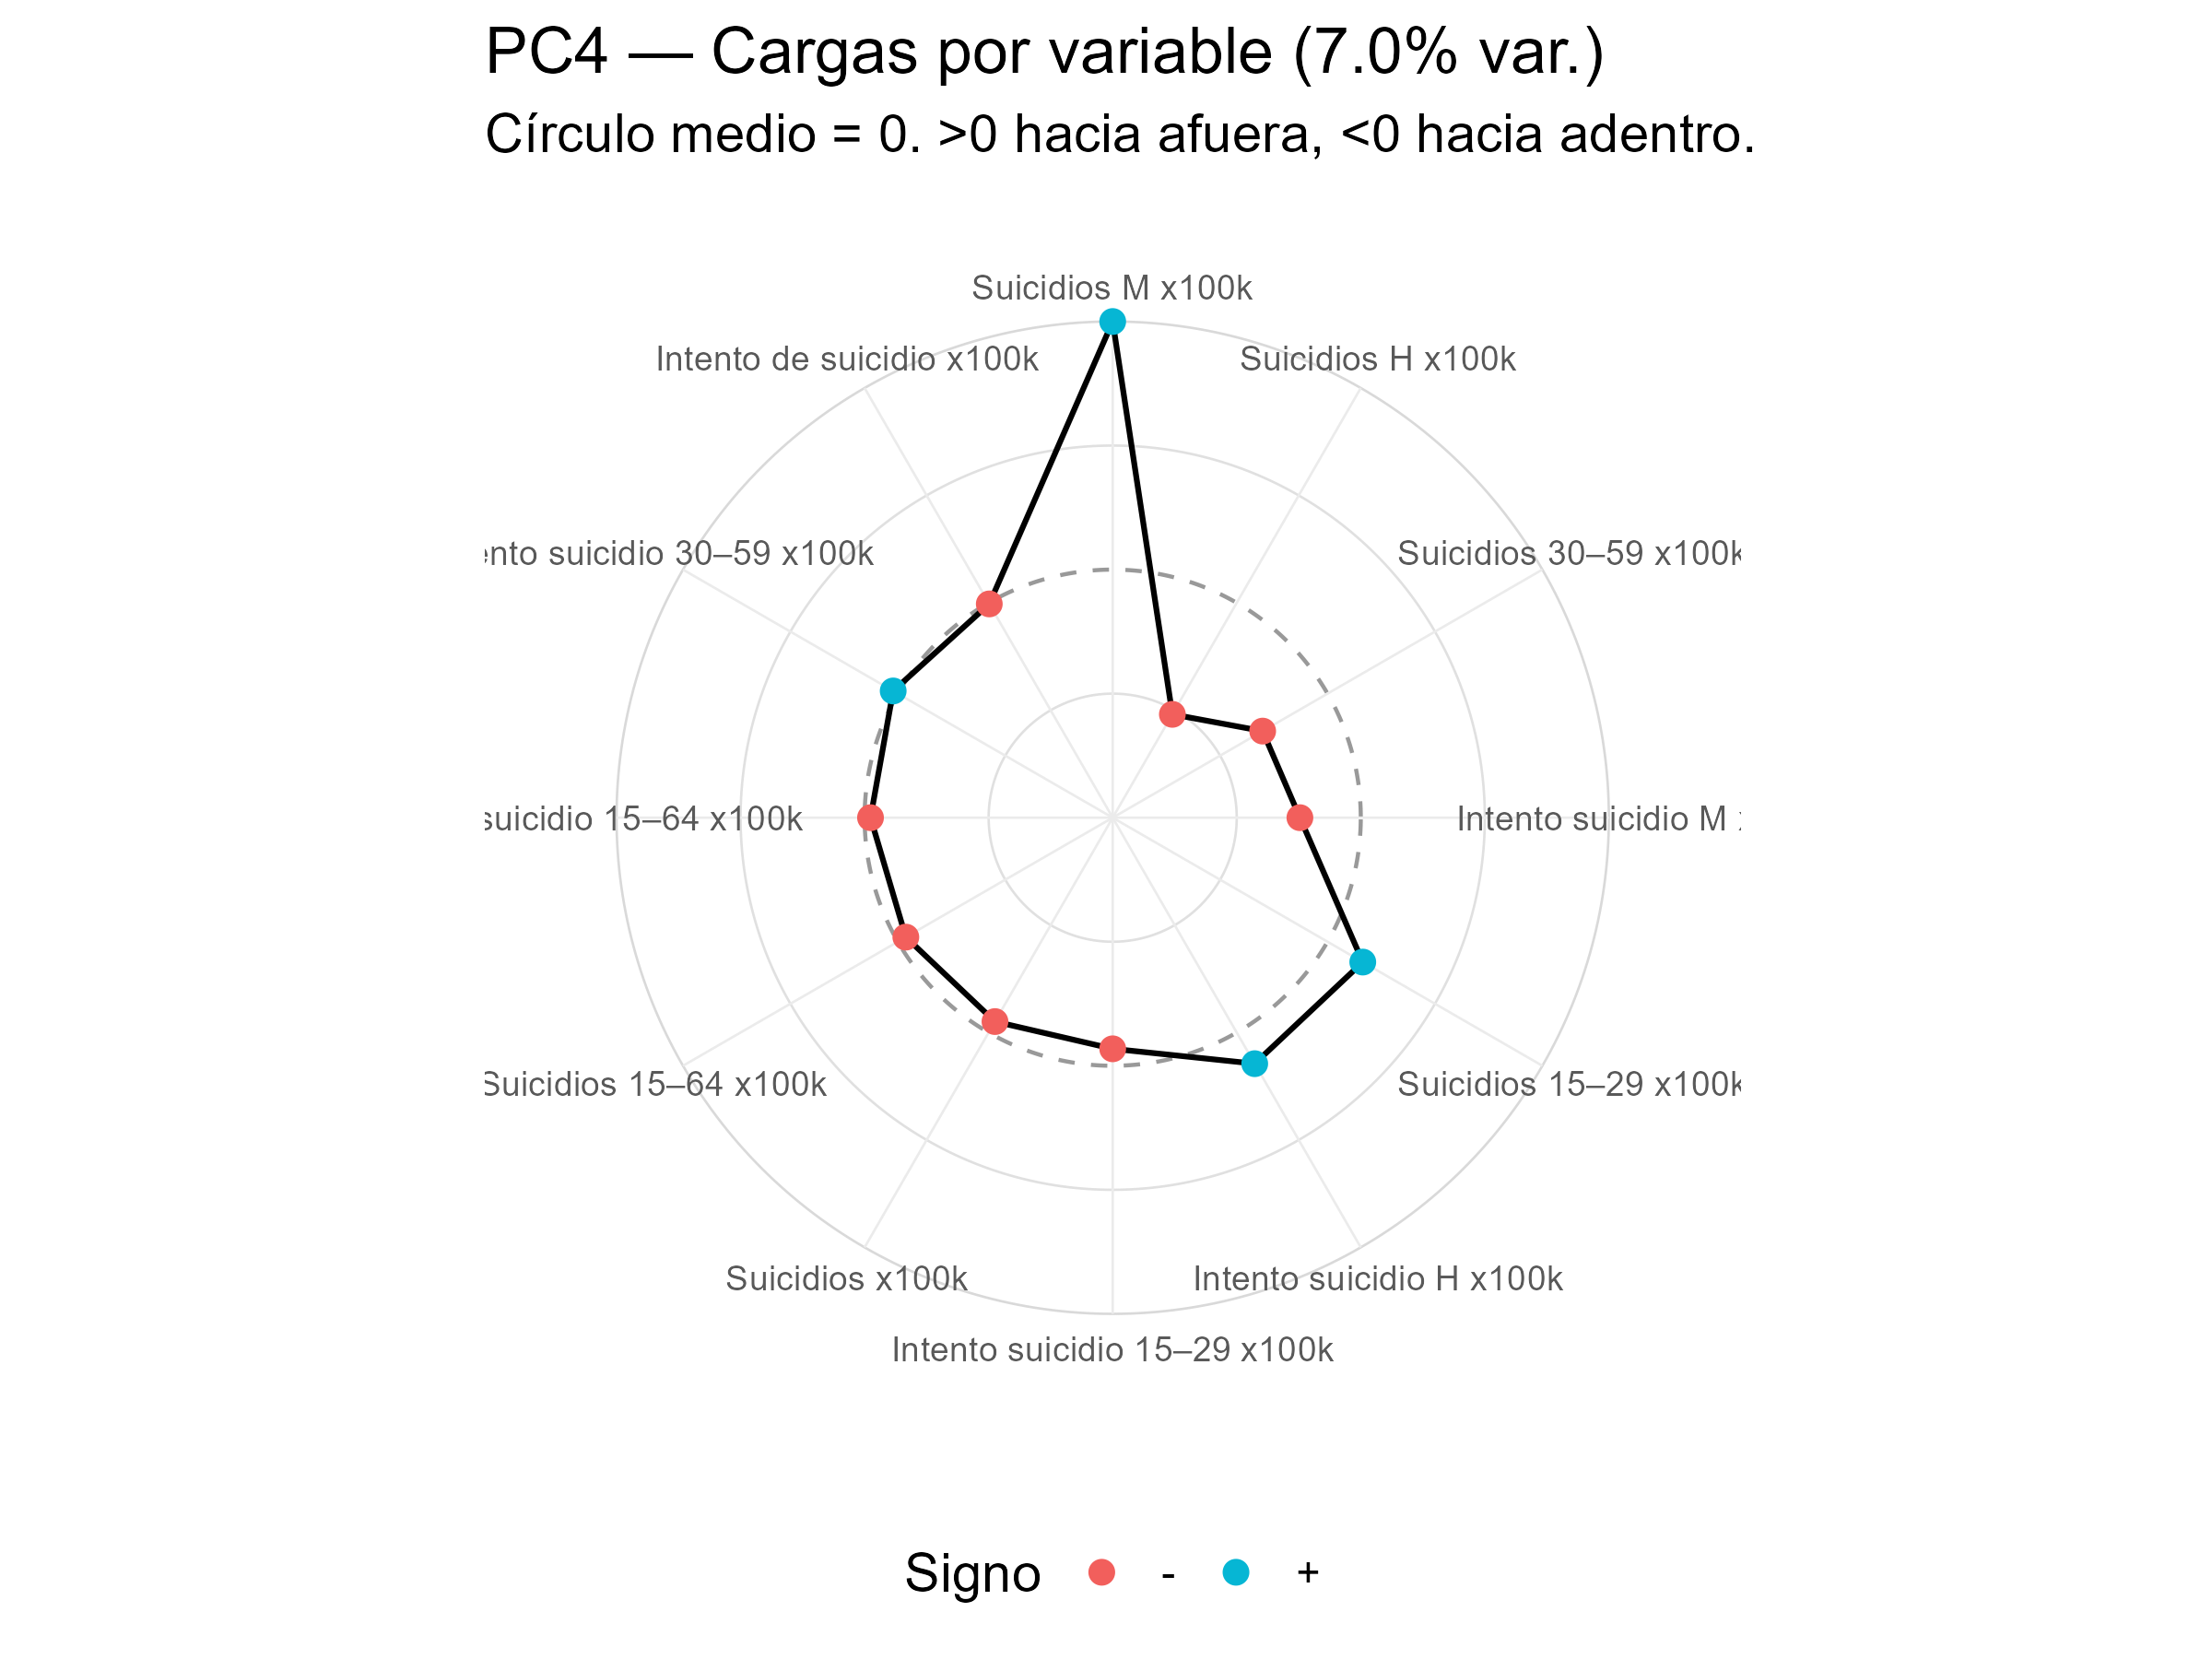 PC4 — Cargas por variable (7.0% var.)
Círculo medio = 0. >0 hacia afuera, <0 hacia adentro.
Suicidios M x100k
Intento de suicidio x100k
Suicidios H x100k
suicidio 30–59 x100k
Suicidios 30–59 x100k
suicidio 15–64 x100k
Intento suicidio M
Suicidios 15–64 x100k
Suicidios 15–29 x100k
Suicidios x100k
Intento suicidio H x100k
Intento suicidio 15–29 x100k
Signo - +